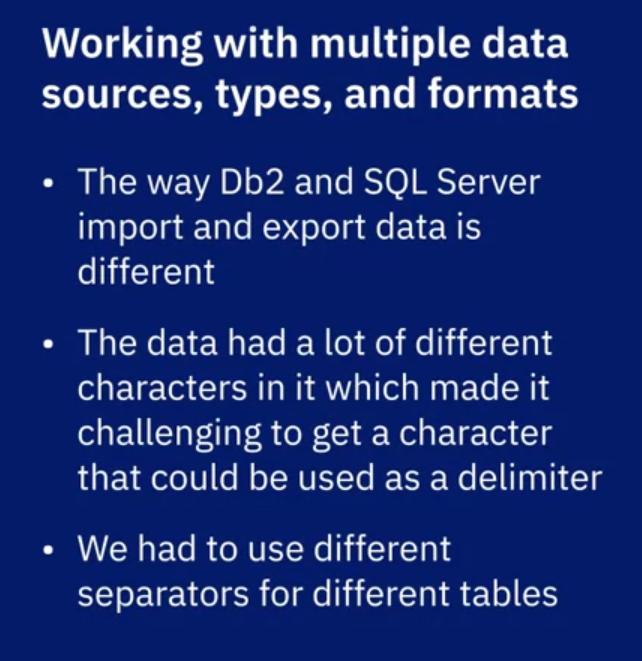 Working with multiple data
sources, types, and formats
• The way Db2 and SQL Server
import and export data is
different
• The data had a lot of different
characters in it which made it
challenging to get a character
that could be used as a delimiter
• We had to use different
separators for different tables